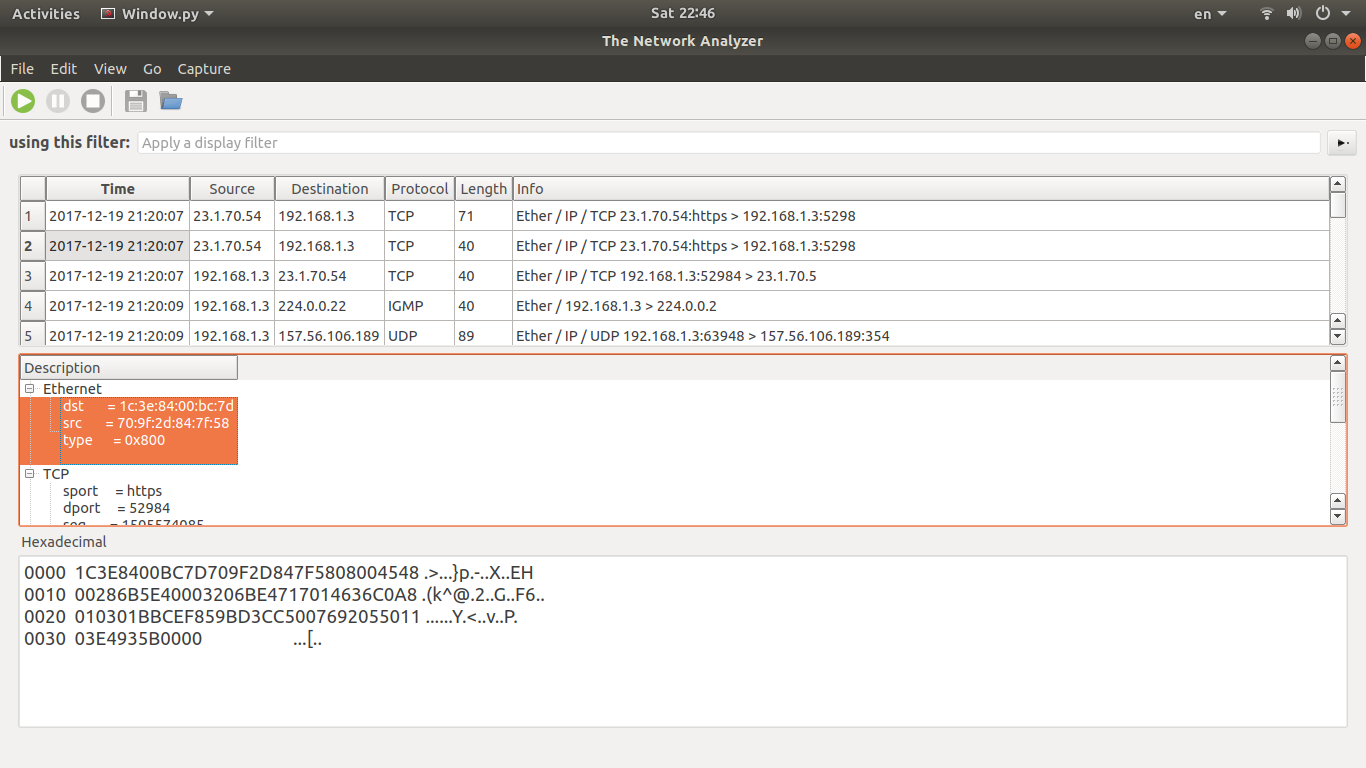 Activities Window.py Sat 22:46 en
The Network Analyzer
File Edit View Go Capture
using this filter: Apply a display filter
Time Source Destination Protocol Length Info
1 2017-12-19 21:20:07 23.1.70.54 192.168.1.3 TCP 71 Ether / IP / TCP 23.1.70.54:https > 192.168.1.3:5298
2 2017-12-19 21:20:07 23.1.70.54 192.168.1.3 TCP 40 Ether / IP / TCP 23.1.70.54:https > 192.168.1.3:5298
3 2017-12-19 21:20:07 192.168.1.3 23.1.70.54 TCP 40 Ether / IP / TCP 192.168.1.3:52984 > 23.1.70.5
4 2017-12-19 21:20:09 192.168.1.3 224.0.0.22 IGMP 40 Ether / 192.168.1.3 > 224.0.0.2
5 2017-12-19 21:20:09 192.168.1.3 157.56.106.189 UDP 89 Ether / IP / UDP 192.168.1.3:63948 > 157.56.106.189:354
Description
Ethernet
dst = 1c:3e:84:00:bc:7d
src = 70:9f:2d:84:7f:58
type = 0x800
TCP
sport = https
dport = 52984
seq = 1505574085
Hexadecimal
0000 1C3E8400BC7D709F2D847F5808004548 .>...}p.-..X..EH
0010 00286B5E40003206BE4717014636C0A8 .(k^@.2..G..F6..
0020 010301BBCEF859BD3CC5007692055011 ......Y.<..v..P.
0030 03E4935B0000 ...[..